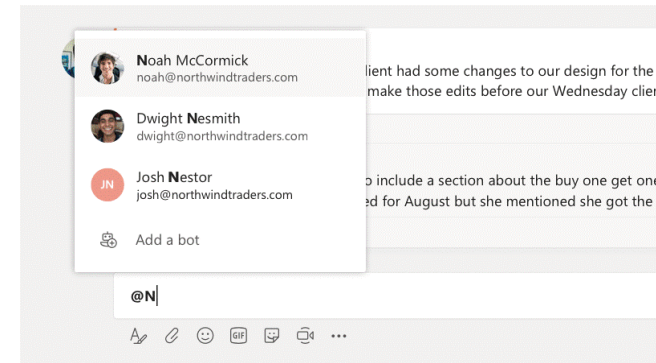 Noah McCormick
noah@northwindtraders.com
Dwight Nesmith
dwight@northwindtraders.com
JN
Josh Nestor
josh@northwindtraders.com
Add a bot
client had some changes to our design for the
make those edits before our Wednesday
include a section about the buy one get one
for August but she mentioned she got the
@N
GIF